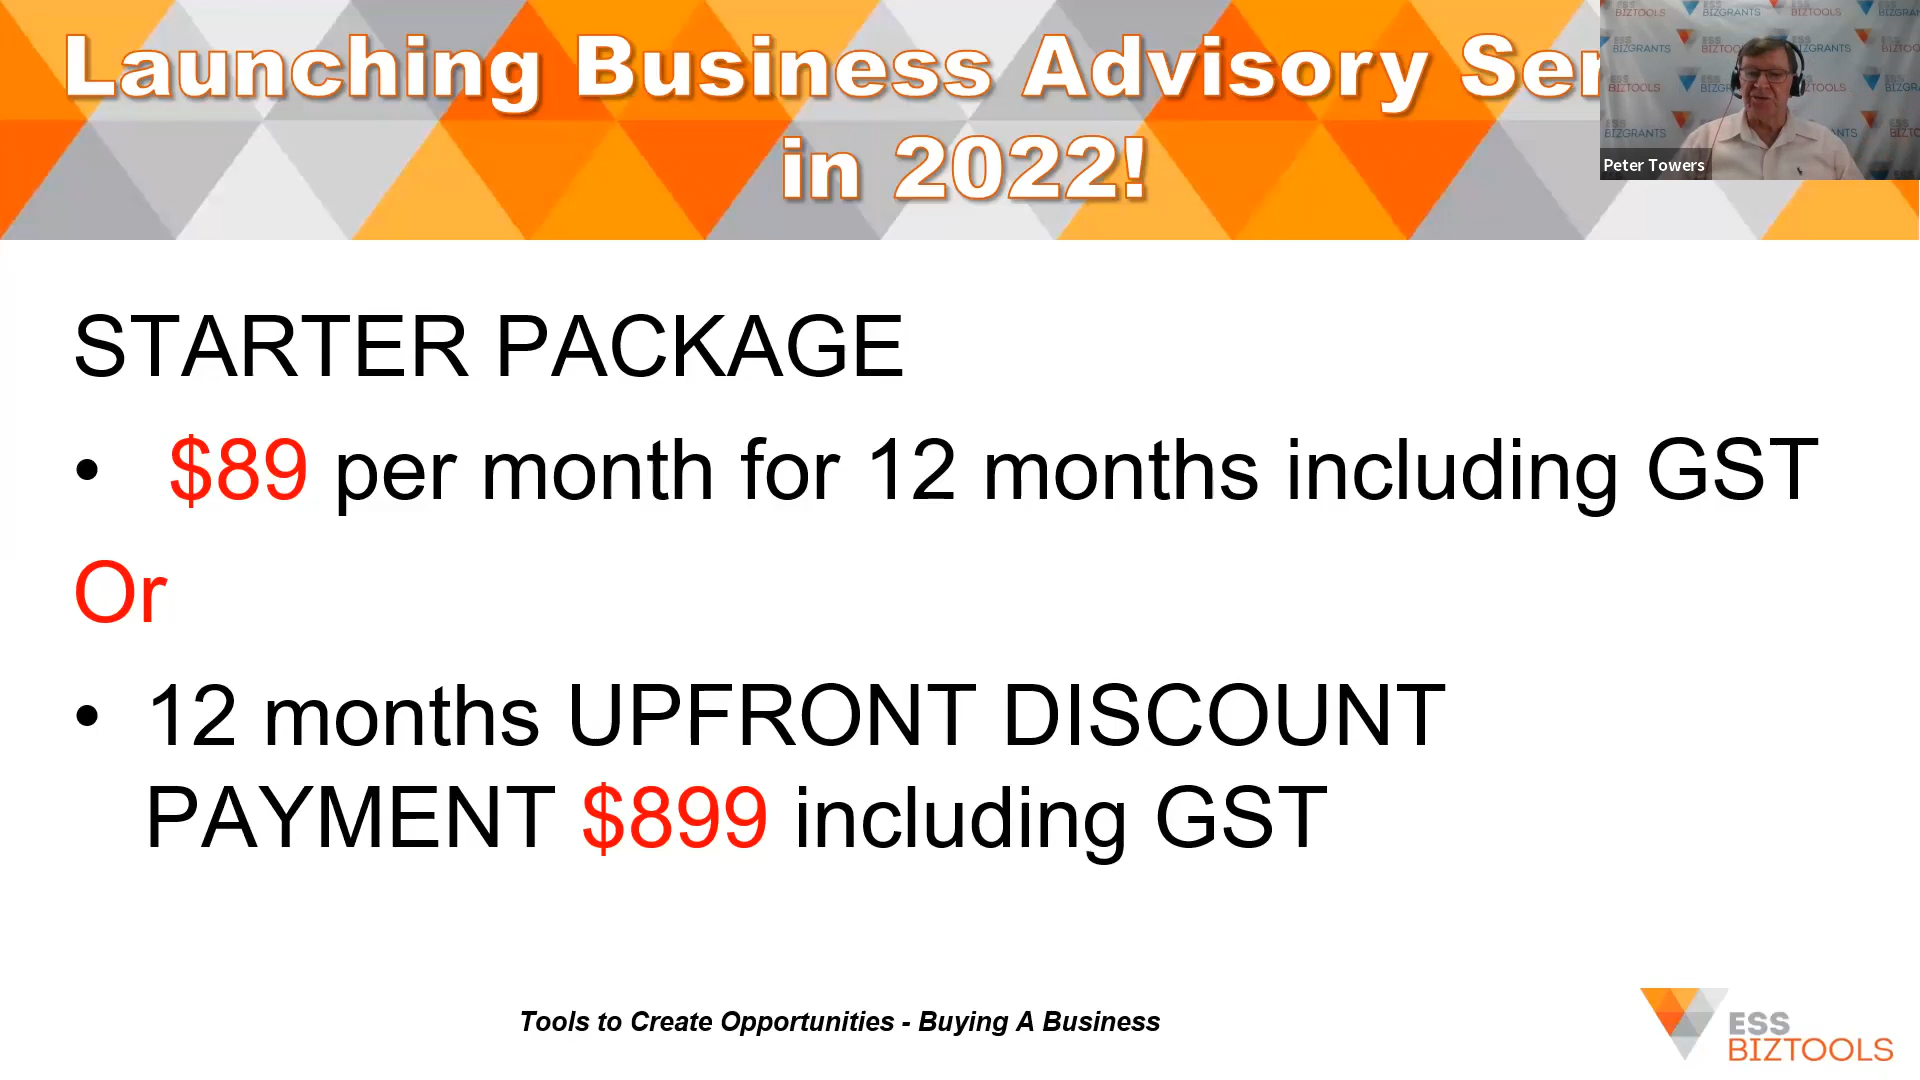 Launching Business Advisory Ser
in 2022!
Peter Towers
STARTER PACKAGE
• $89 per month for 12 months including GST
Or
• 12 months UPFRONT DISCOUNT
PAYMENT $899 including GST
Tools to Create Opportunities - Buying A Business
ESS
BIZTOOLS